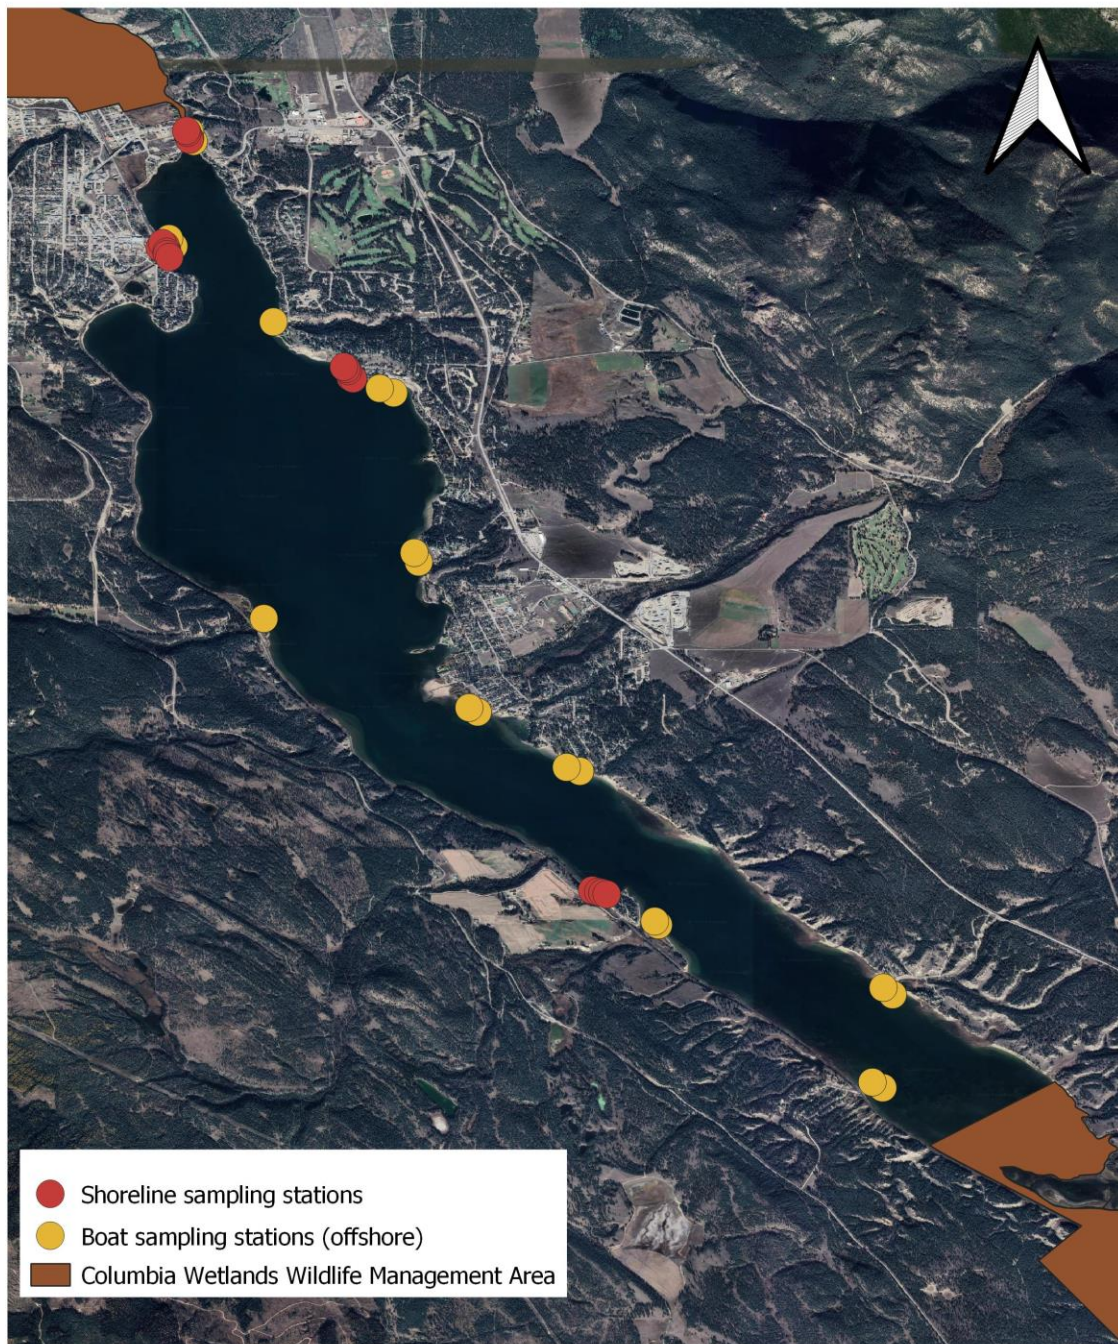 Shoreline sampling stations
Boat sampling stations (offshore)
Columbia Wetlands Wildlife Management Area